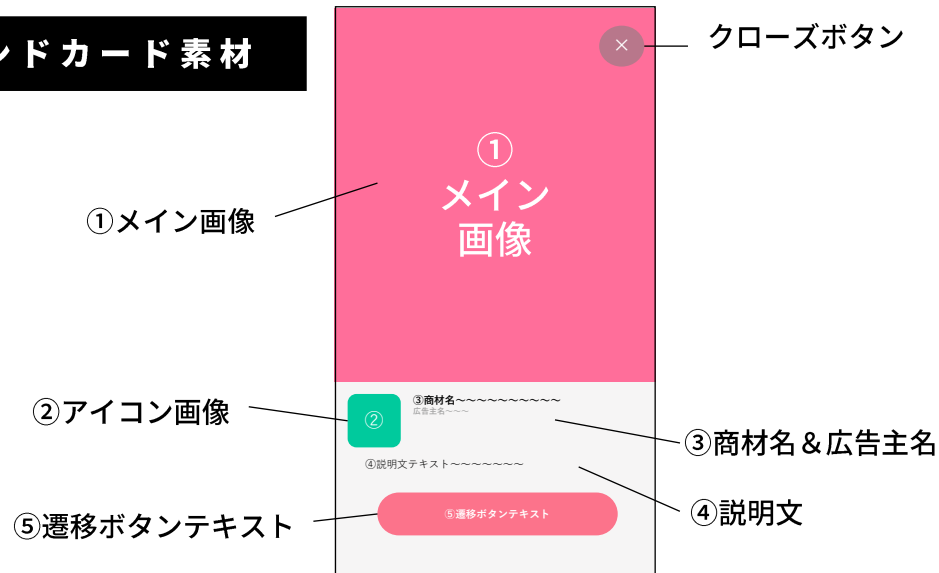 ンドカード素材
クローズボタン
×
①
メイン
画像
①メイン画像
②アイコン画像
②
③商材名〜〜〜〜〜〜〜〜〜〜
広告主名〜〜〜
③商材名＆広告主名
④説明文テキスト〜〜〜〜〜〜〜
④説明文
⑤遷移ボタンテキスト
⑤遷移ボタンテキスト